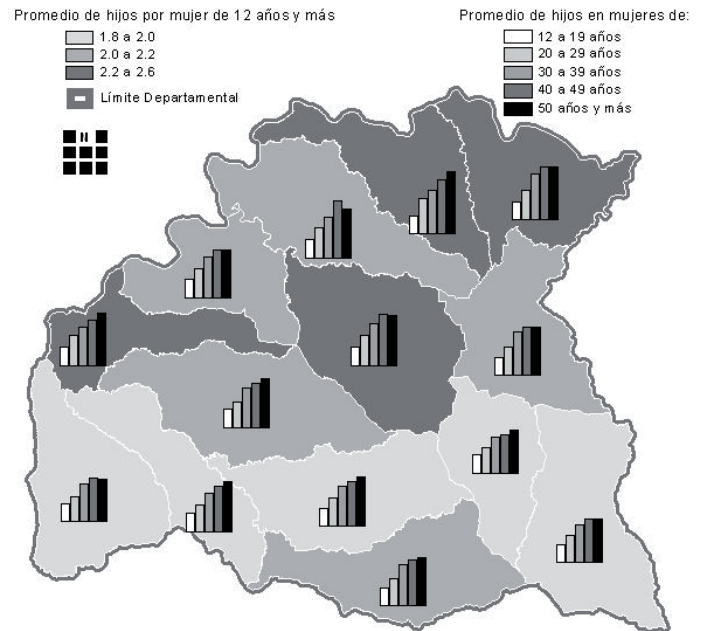 Promedio de hijos por mujer de 12 años y más
1.8 a 2.0
2.0 a 2.2
2.2 a 2.6
Límite Departamental
N
Promedio de hijos en mujeres de:
12 a 19 años
20 a 29 años
30 a 39 años
40 a 49 años
50 años y más